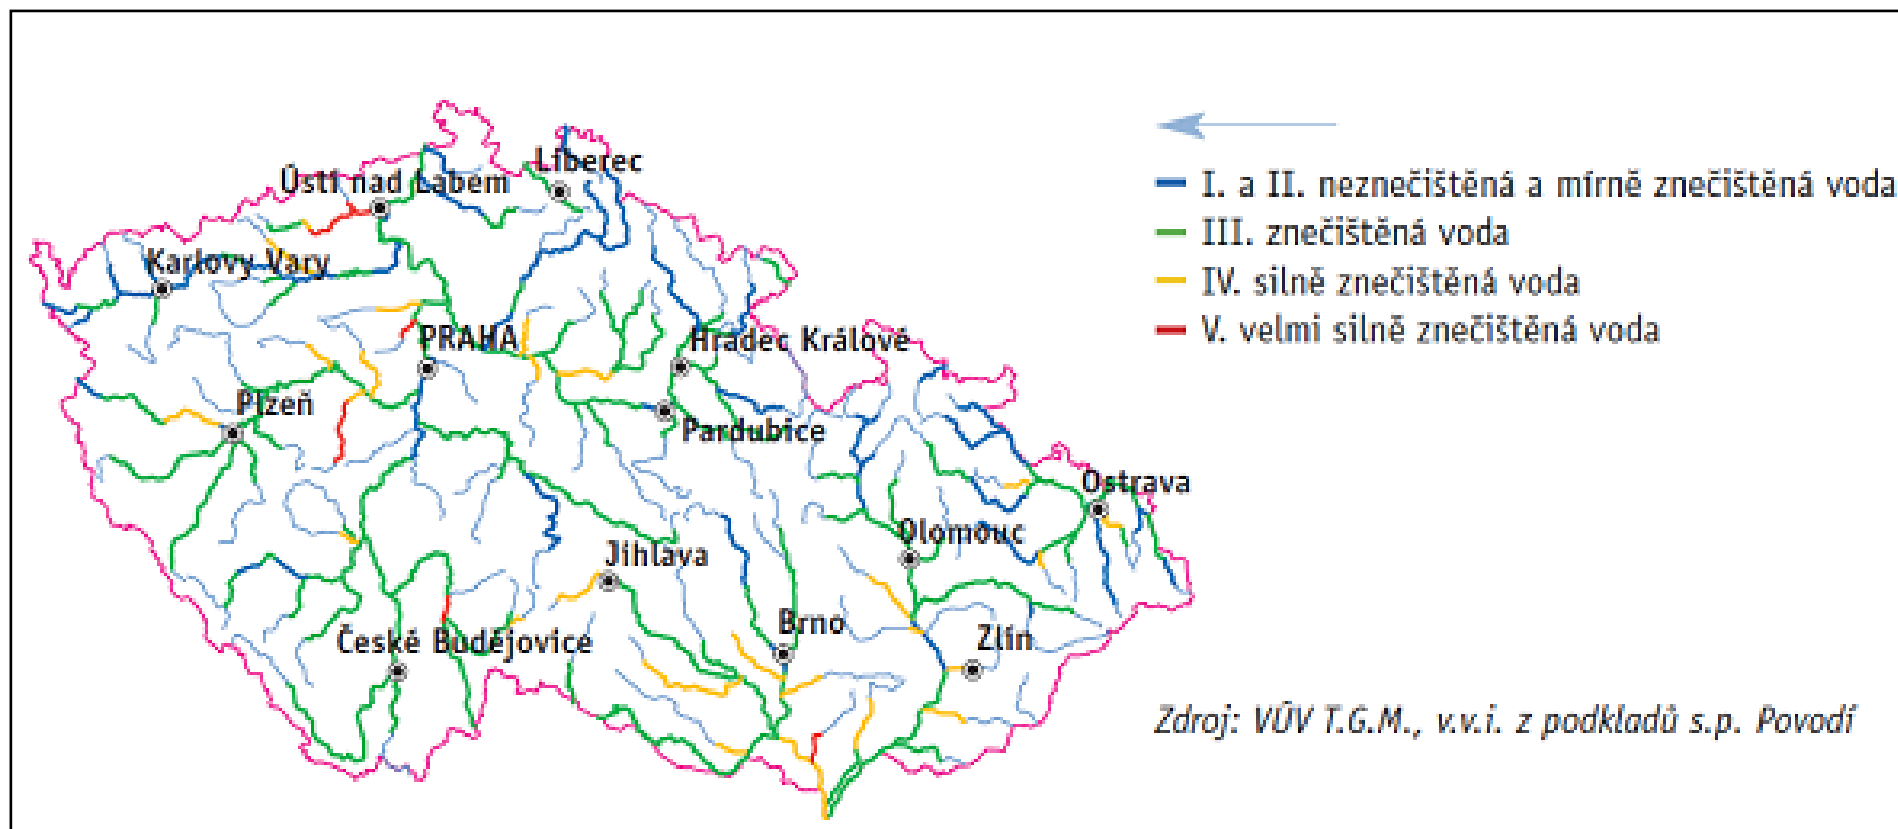 Liberec
Ústí nad Labem
Karlovy Vary
PRAHA
Hradec Králové
Plzeň
Pardubice
Ostrava
Olomouc
Jihlava
Brno
Zlín
České Budějovice
I. a II. neznečištěná a mírně znečištěná voda
III. znečištěná voda
IV. silně znečištěná voda
V. velmi silně znečištěná voda
Zdroj: VÚV T.G.M., v.v.i. z podkladů s.p. Povodí